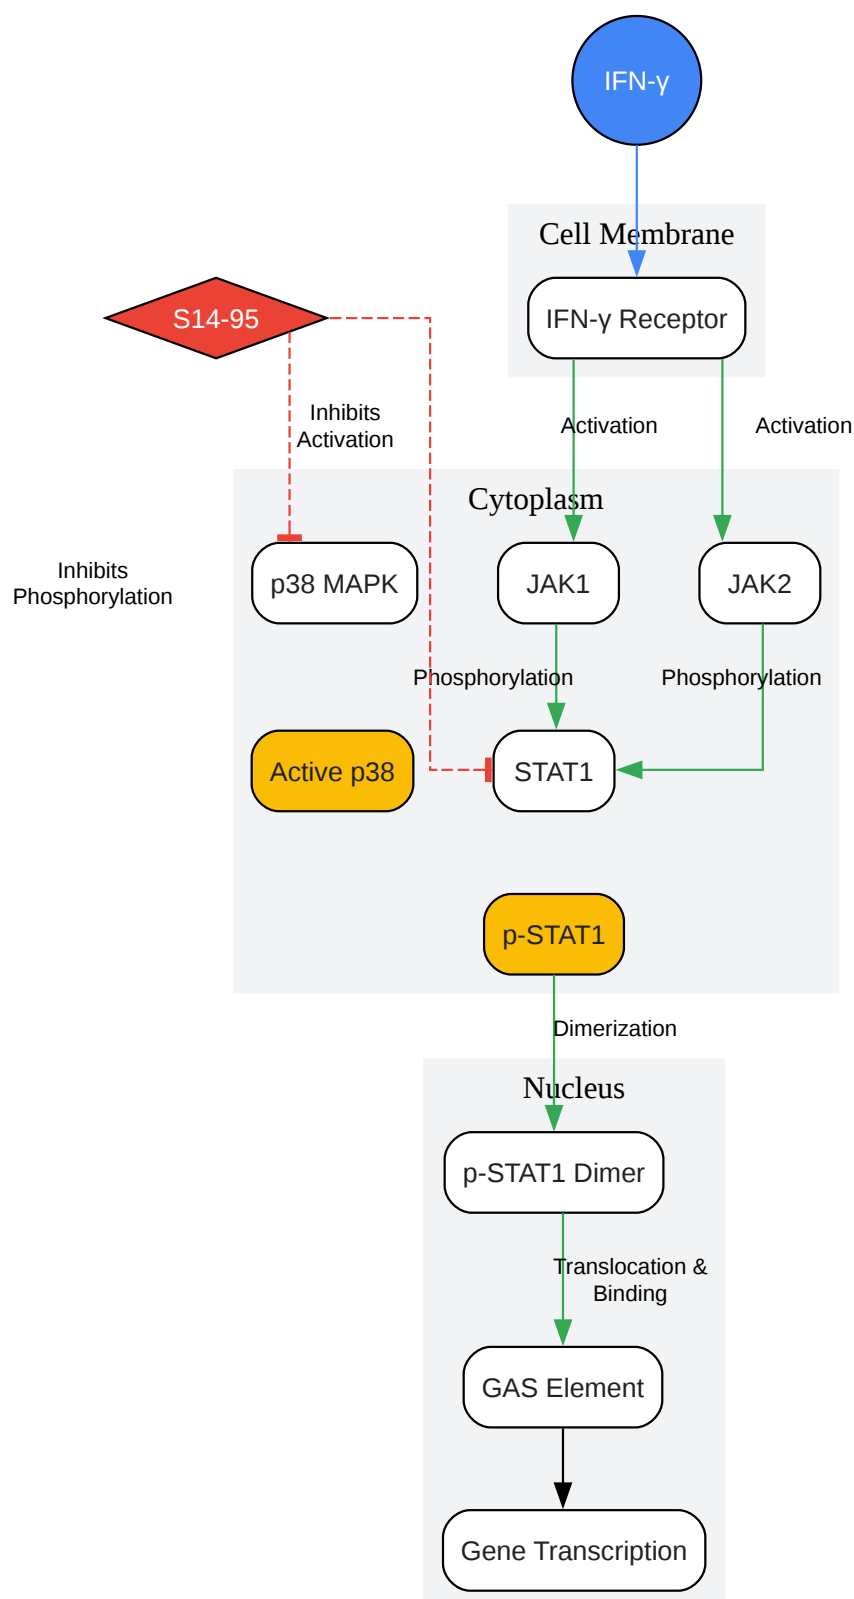 IFN-γ
Cell Membrane
S14-95
IFN-γ Receptor
Inhibits
Activation
Activation
Activation
Cytoplasm
Inhibits
Phosphorylation
p38 MAPK
JAK1
JAK2
Phosphorylation
Phosphorylation
Active p38
STAT1
p-STAT1
Dimerization
Nucleus
p-STAT1 Dimer
Translocation &
Binding
GAS Element
Gene Transcription